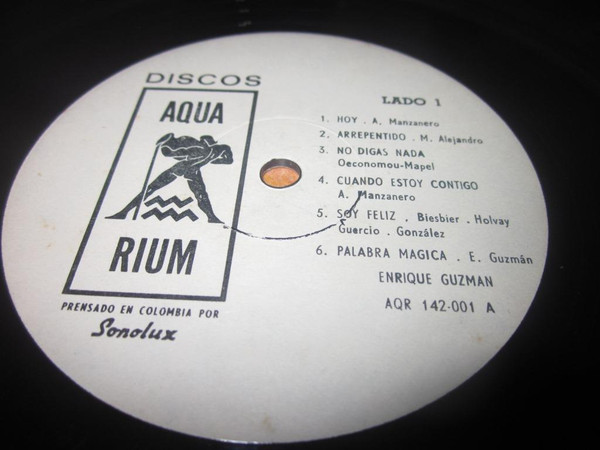 DISCOS
AQUA
RIUM
PRENSADO EN COLOMBIA POR
Sonolux
LADO 1
1. HOY . A. Manzanero
2. ARREPENTIDO . M. Alejandro
3. NO DIGAS NADA
Oeconomou-Mapel
4. CUANDO ESTOY CONTIGO
A. Manzanero
5. SOY FELIZ . Biesbier . Holvay
Guercio . González
6. PALABRA MAGICA . E. Guzmán
ENRIQUE GUZMAN
AQR 142-001 A